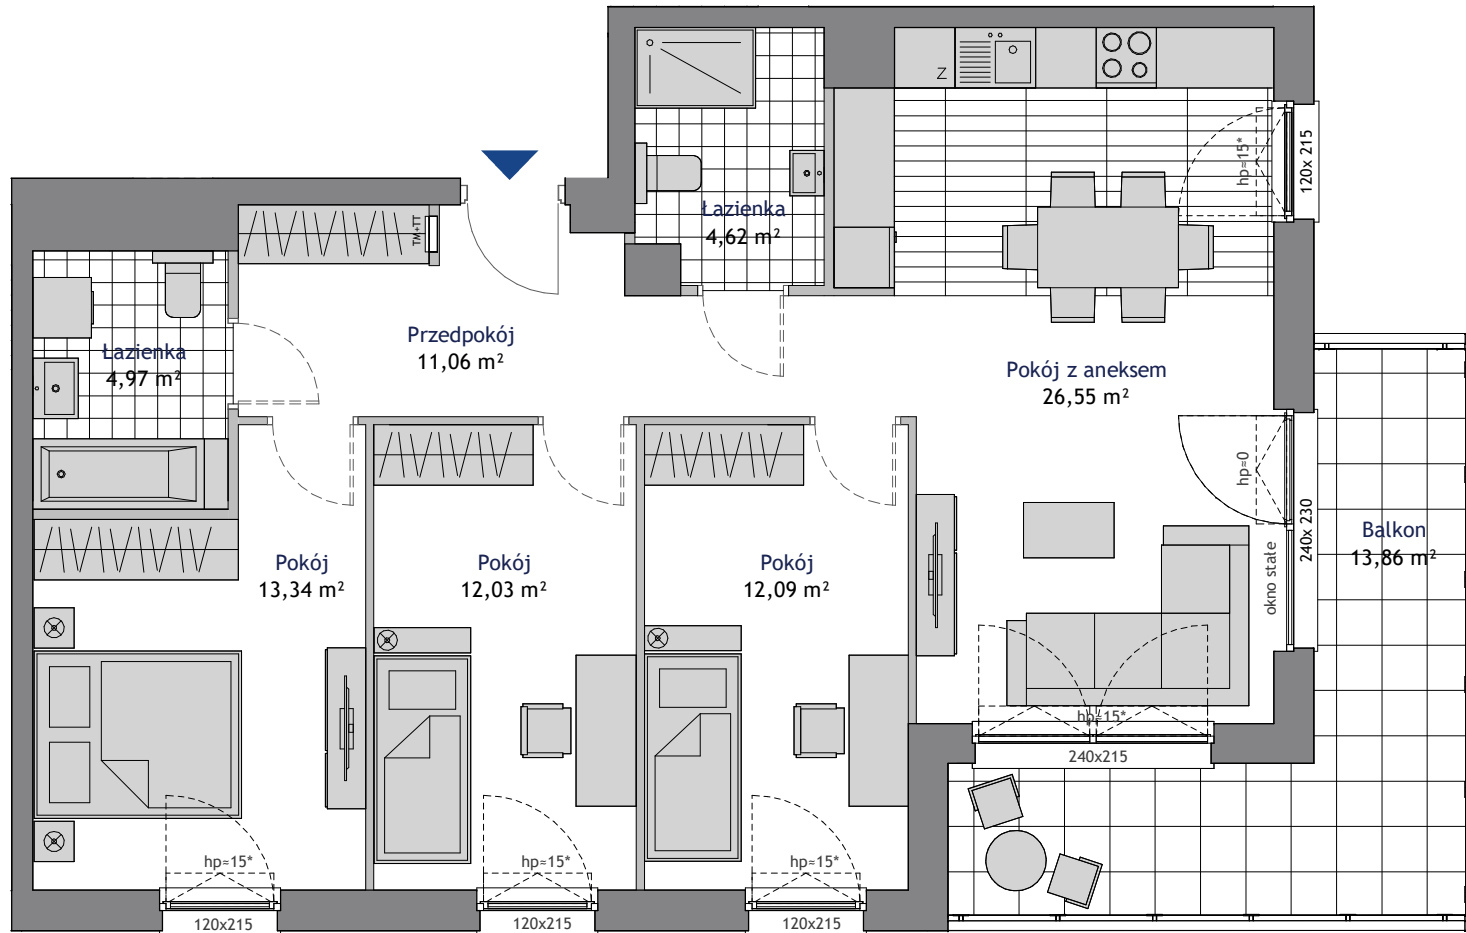 Z
hp≈15*
120x 215
TM+TT
Łazienka
4,62 m²
Przedpokój
11,06 m²
Łazienka
4,97 m²
Pokój z aneksem
26,55 m²
hp≈0
240x 230
okno stałe
Balkon
13,86 m²
Pokój
13,34 m²
Pokój
12,03 m²
Pokój
12,09 m²
hp≈15*
240x215
hp≈15*
120x215
hp≈15*
120x215
hp≈15*
120x215